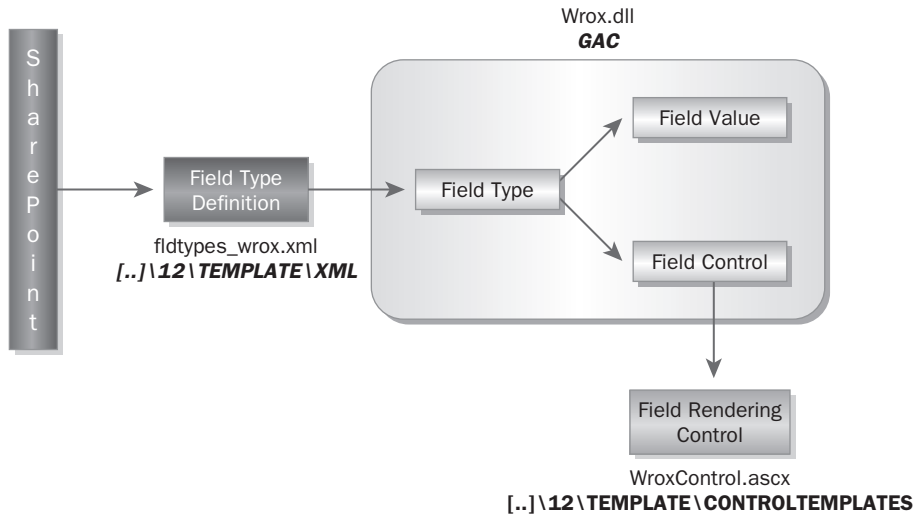 SharePoint
Field Type
Definition
fldtypes_wrox.xml
[..]\12\TEMPLATE\XML
Wrox.dll
GAC
Field Type
Field Value
Field Control
Field Rendering
Control
WroxControl.ascx
[..]\12\TEMPLATE\CONTROLTEMPLATES